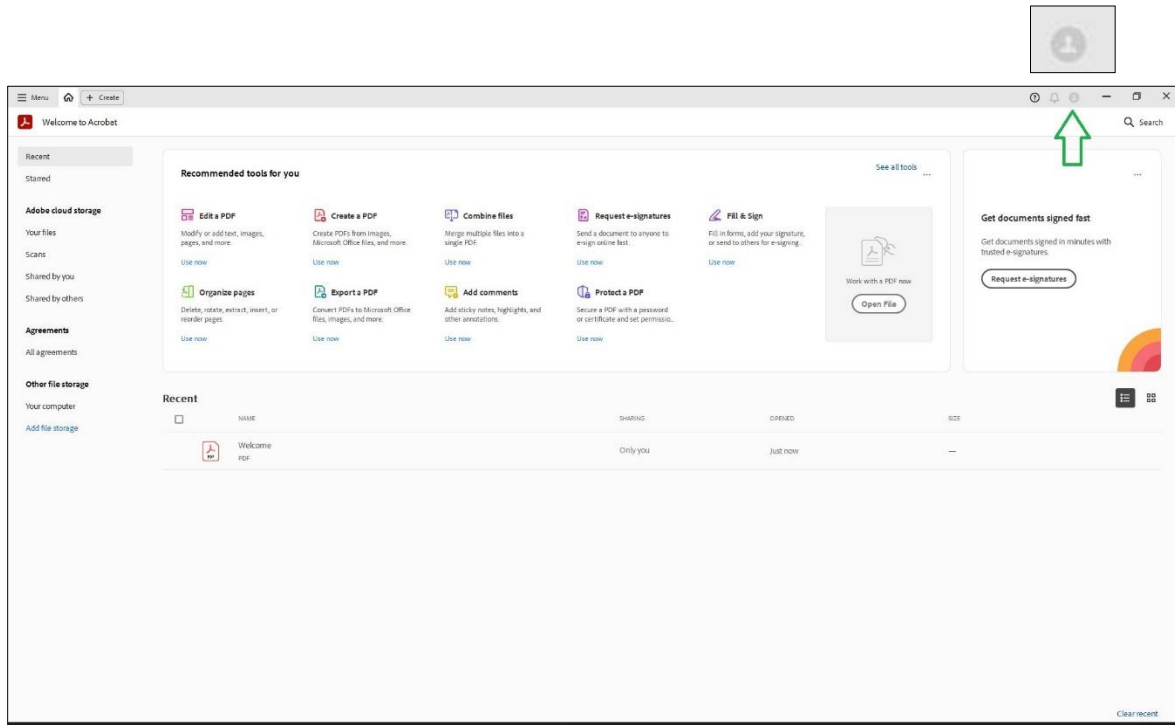 Menu
+ Create
Welcome to Acrobat
Search
Recent
Starred
Adobe cloud storage
Your files
Scans
Shared by you
Shared by others
Agreements
All agreements
Other file storage
Your computer
Add file storage
Recommended tools for you
See all tools
...
Edit a PDF
Modify or add text, images,
pages, and more.
Use now
Create a PDF
Create PDFs from images,
Microsoft Office files, and more.
Use now
Combine files
Merge multiple files into a
single PDF.
Use now
Request e-signatures
Send a document to anyone to
e-sign online fast.
Use now
Fill & Sign
Fill in forms, add your signature,
or send to others for e-signing.
Use now
Organize pages
Delete, rotate, extract, insert, or
reorder pages.
Use now
Export a PDF
Convert PDFs to Microsoft Office
files, images, and more.
Use now
Add comments
Add sticky notes, highlights, and
other annotations.
Use now
Protect a PDF
Secure a PDF with a password
or certificate and set permissio...
Use now
Work with a PDF now
Open File
...
Get documents signed fast
Get documents signed in minutes with
trusted e-signatures.
Request e-signatures
Recent
NAME SHARING OPENED SIZE
Welcome
PDF
PDF
Only you Just now —
Clear recent